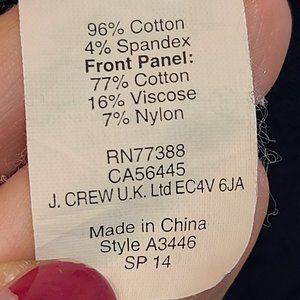 96% Cotton
4% Spandex
Front Panel:
77% Cotton
16% Viscose
7% Nylon
RN77388
CA56445
J. CREW U.K. Ltd EC4V 6JA
Made in China
Style A3446
SP 14